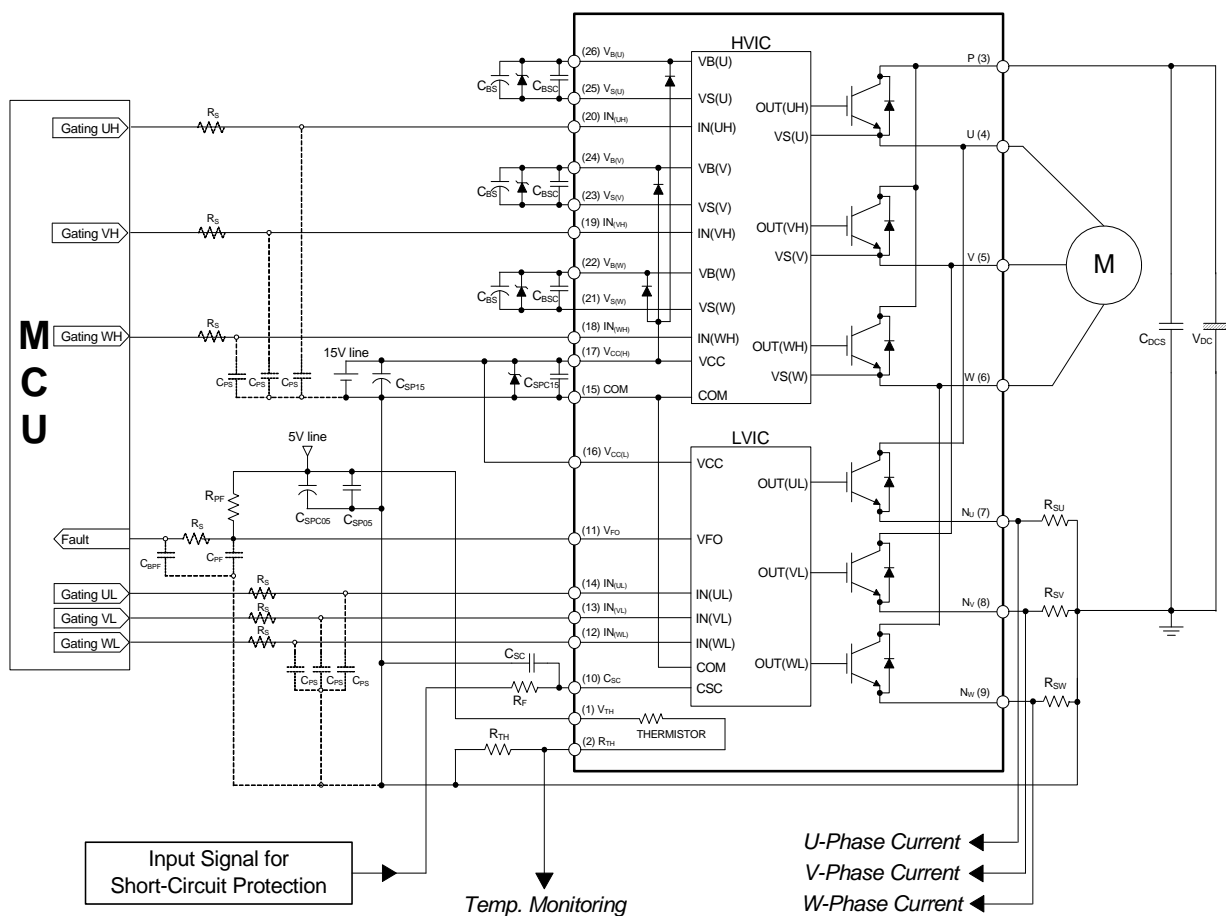 HVIC
(26) VB(U)
VB(U)
P (3)
CBS
CBSC
(25) VS(U)
VS(U)
OUT(UH)
RS
Gating UH
(20) IN(UH)
IN(UH)
VS(U)
U (4)
(24) VB(V)
VB(V)
CBS
CBSC
(23) VS(V)
VS(V)
RS
Gating VH
(19) IN(VH)
IN(VH)
OUT(VH)
VS(V)
V (5)
M
(22) VB(W)
VB(W)
CBS
CBSC
(21) VS(W)
VS(W)
RS
Gating WH
(18) IN(WH)
IN(WH)
OUT(WH)
CDCS
VDC
15V line
(17) VCC(H)
VCC
VS(W)
W (6)
CPS
CPS
CPS
CSP15
CSPC15
(15) COM
COM
MCU
5V line
LVIC
(16) VCC(L)
VCC
OUT(UL)
RPF
CSPC05
CSP05
NU (7)
RSU
RS
Fault
(11) VFO
VFO
CBPF
CPF
OUT(VL)
RS
Gating UL
(14) IN(UL)
IN(UL)
RS
Gating VL
(13) IN(VL)
IN(VL)
NV (8)
RSV
RS
Gating WL
(12) IN(WL)
IN(WL)
CSC
COM
OUT(WL)
CPS
CPS
CPS
RF
(10) CSC
CSC
NW (9)
RSW
(1) VTH
THERMISTOR
RTH
(2) RTH
Input Signal for
Short-Circuit Protection
Temp. Monitoring
U-Phase Current
V-Phase Current
W-Phase Current